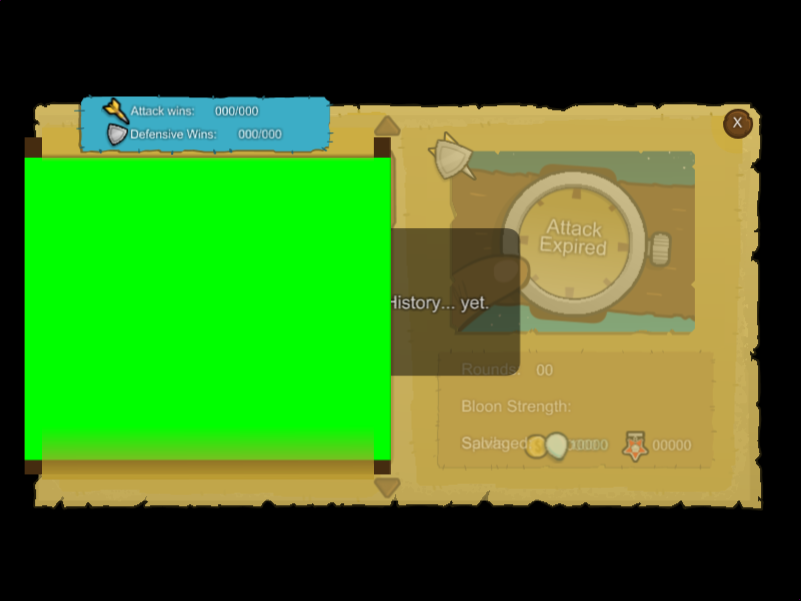 Attack wins: 000/000
Defensive Wins: 000/000
X
Attack
Expired
History... yet.
Rounds: 00
Bloon Strength:
Salvaged 00000